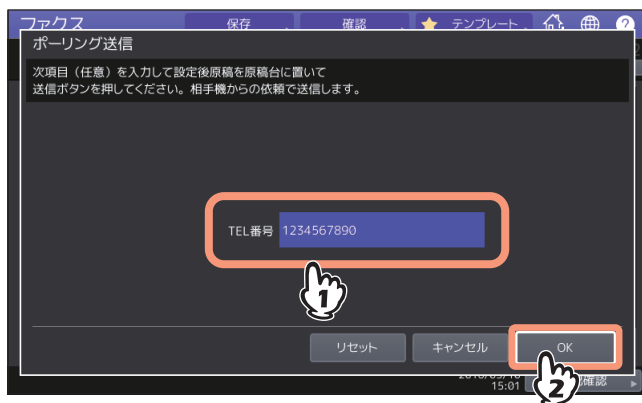 ファクス 保存 確認 テンプレート ?
ポーリング送信
次項目（任意）を入力して設定後原稿を原稿台に置いて
送信ボタンを押してください。相手機からの依頼で送信します。
TEL番号 1234567890
1
リセット キャンセル OK
15:01 確認
2